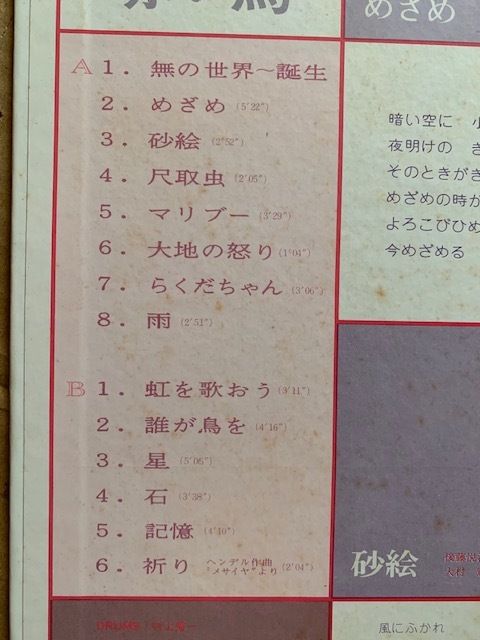 鳥
めざめ
A 1. 無の世界〜誕生
2. めざめ (5'22")
3. 砂絵 (2'52")
4. 尺取虫 (2'05")
5. マリブー (3'29")
6. 大地の怒り (1'04")
7. らくだちゃん (3'06")
8. 雨 (2'51")
B 1. 虹を歌おう (3'11")
2. 誰が鳥を (4'16")
3. 星 (5'06")
4. 石 (3'38")
5. 記憶 (4'10")
6. 祈り ヘンデル作曲 "メサイヤ"より (2'04")
暗い空に
夜明けの
そのときが
めざめの時が
よろこびひめ
今めざめる
砂絵
後藤
大村
DRUMS
風にふかれ